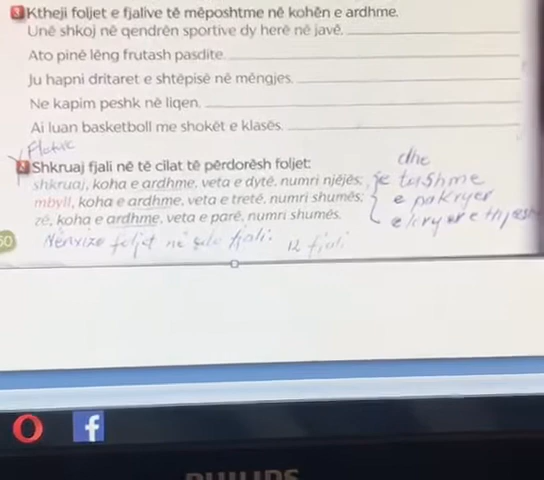 3 Ktheji foljet e fjalive të mëposhtme në kohën e ardhme.
Unë shkoj në qendrën sportive dy herë në javë.
Ato pinë lëng frutash pasdite.
Ju hapni dritaret e shtëpisë në mëngjes.
Ne kapim peshk në liqen.
Ai luan basketboll me shokët e klasës.
Shkruaj fjali në të cilat të përdorësh foljet:
dhe
shkruaj, koha e ardhme, veta e dytë, numri njëjës;
e tashme
mbyll, koha e ardhme, veta e tretë, numri shumës;
e pakryer
zë, koha e ardhme, veta e parë, numri shumës.
e kryer e thjeshtë
Nënvizo foljet në çdo fjali. 12 fjali
50
f
PHILIPS